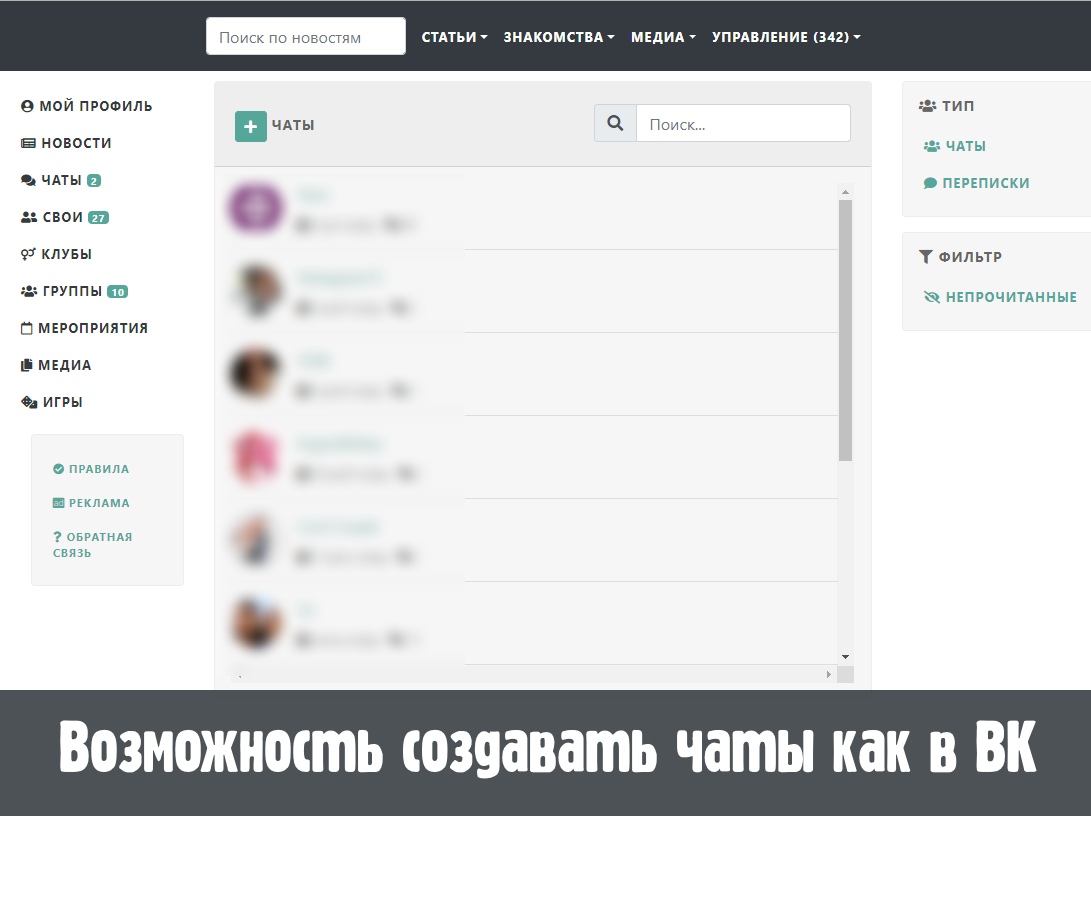 Поиск по новостям
СТАТЬИ
ЗНАКОМСТВА
МЕДИА
УПРАВЛЕНИЕ (342)
МОЙ ПРОФИЛЬ
НОВОСТИ
ЧАТЫ 2
СВОИ 27
КЛУБЫ
ГРУППЫ 10
МЕРОПРИЯТИЯ
МЕДИА
ИГРЫ
ПРАВИЛА
РЕКЛАМА
ОБРАТНАЯ
СВЯЗЬ
ЧАТЫ
Поиск...
ТИП
ЧАТЫ
ПЕРЕПИСКИ
ФИЛЬТР
НЕПРОЧИТАННЫЕ
Возможность создавать чаты как в ВК